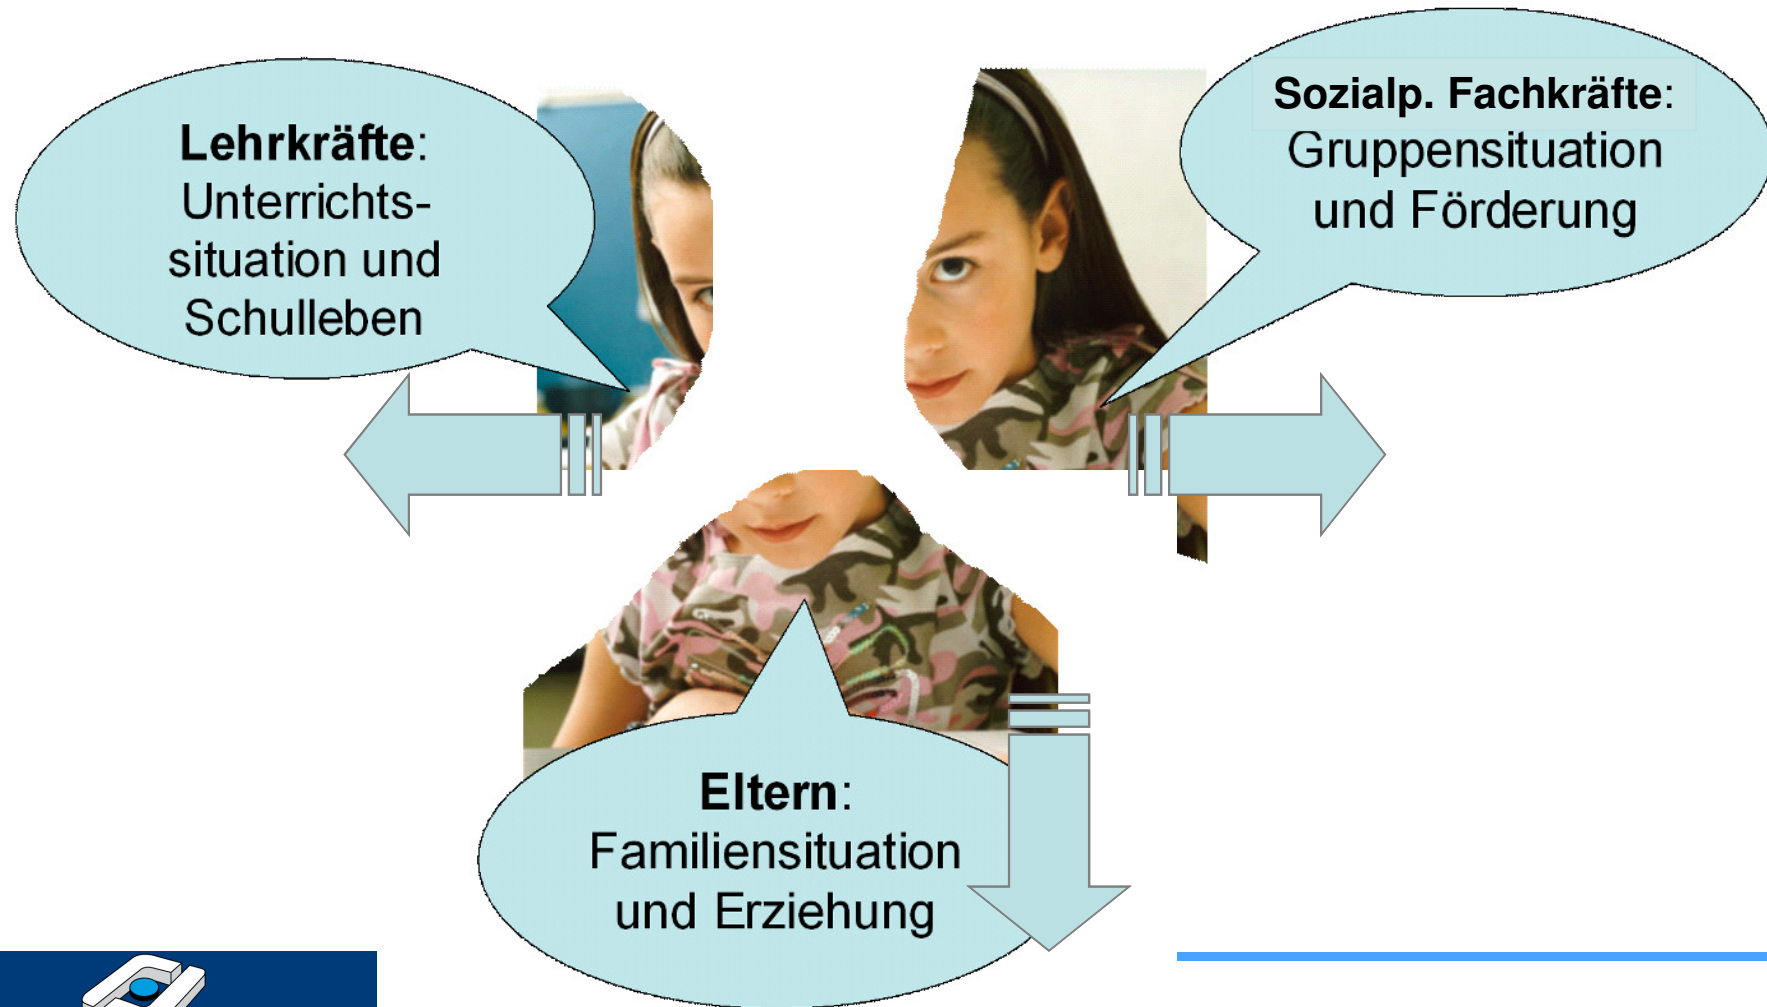 Lehrkräfte:
Unterrichts-
situation und
Schulleben
Sozialp. Fachkräfte:
Gruppensituation
und Förderung
Eltern:
Familiensituation
und Erziehung